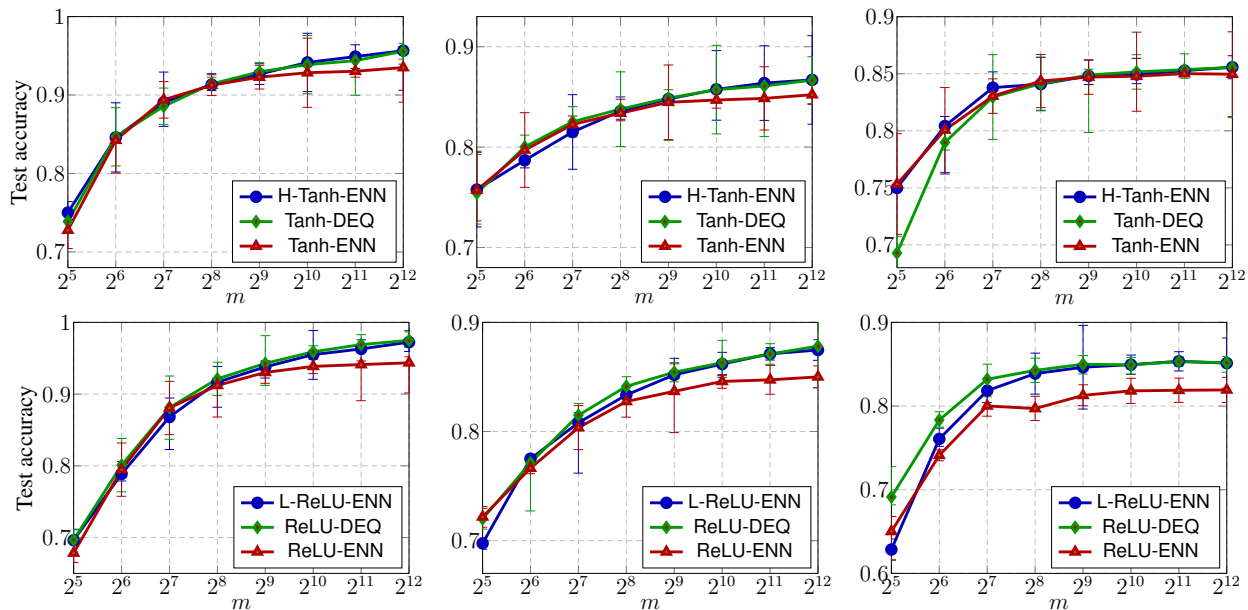 Test accuracy
1
0.9
0.8
0.7
H-Tanh-ENN
Tanh-DEQ
Tanh-ENN
2^5 2^6 2^7 2^8 2^9 2^10 2^11 2^12
m
0.9
0.8
0.7
H-Tanh-ENN
Tanh-DEQ
Tanh-ENN
2^5 2^6 2^7 2^8 2^9 2^10 2^11 2^12
m
0.9
0.85
0.8
0.75
0.7
H-Tanh-ENN
Tanh-DEQ
Tanh-ENN
2^5 2^6 2^7 2^8 2^9 2^10 2^11 2^12
m
Test accuracy
1
0.9
0.8
0.7
L-ReLU-ENN
ReLU-DEQ
ReLU-ENN
2^5 2^6 2^7 2^8 2^9 2^10 2^11 2^12
m
0.9
0.8
0.7
L-ReLU-ENN
ReLU-DEQ
ReLU-ENN
2^5 2^6 2^7 2^8 2^9 2^10 2^11 2^12
m
0.9
0.8
0.7
0.6
L-ReLU-ENN
ReLU-DEQ
ReLU-ENN
2^5 2^6 2^7 2^8 2^9 2^10 2^11 2^12
m